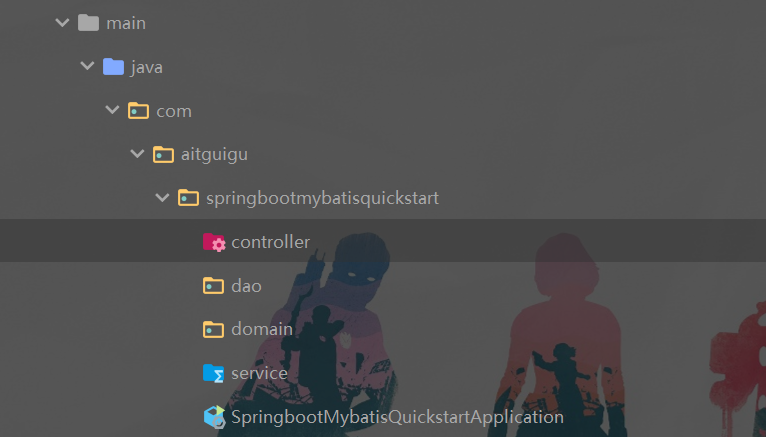 main
java
com
aitguigu
springbootmybatisquickstart
controller
dao
domain
service
SpringbootMybatisQuickstartApplication